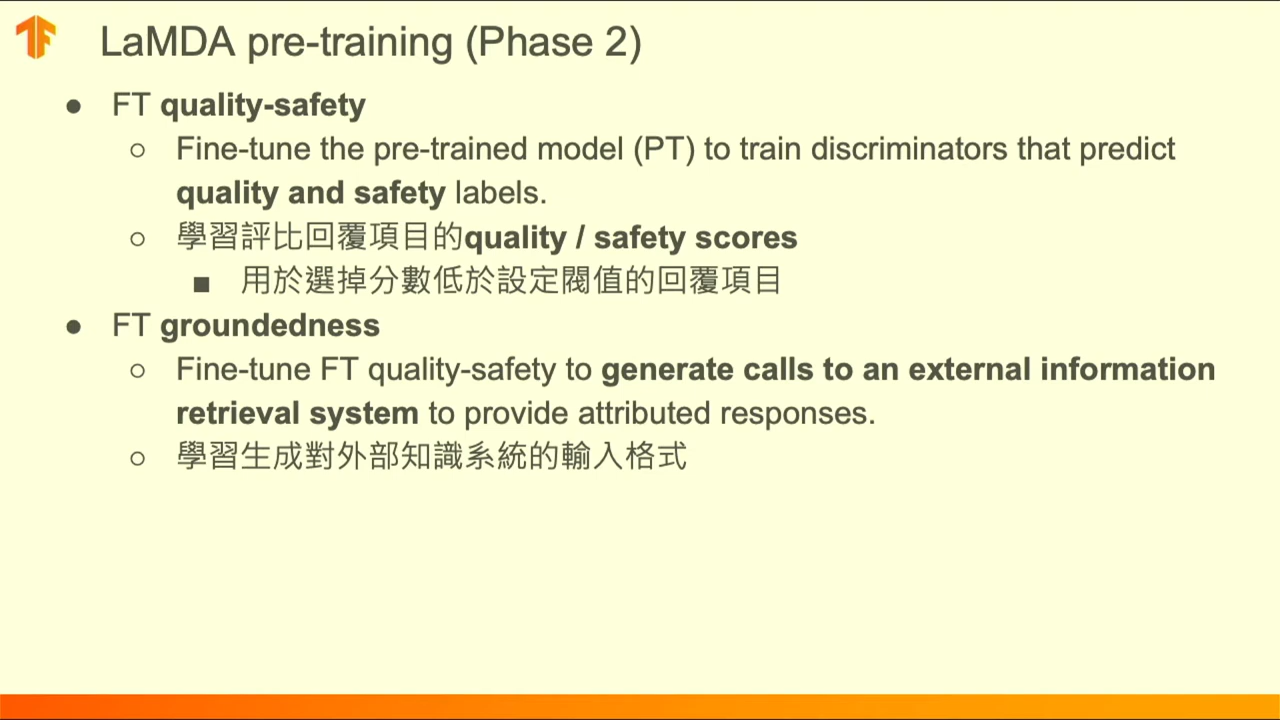 LaMDA pre-training (Phase 2)
● FT quality-safety
○ Fine-tune the pre-trained model (PT) to train discriminators that predict
quality and safety labels.
○ 學習評比回覆項目的quality / safety scores
■ 用於選掉分數低於設定閥值的回覆項目
● FT groundedness
○ Fine-tune FT quality-safety to generate calls to an external information
retrieval system to provide attributed responses.
○ 學習生成對外部知識系統的輸入格式